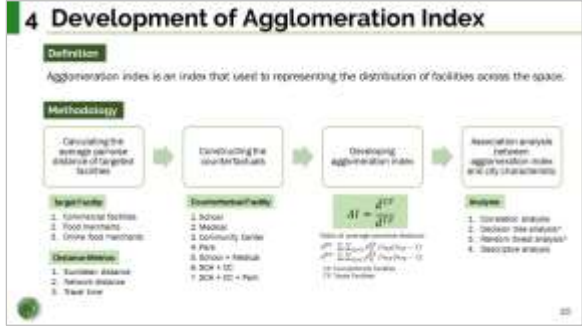 4 Development of Agglomeration Index
Definition
Agglomeration index is an index that used to representing the distribution of facilities across the space.
Methodology
Calculating the
average pairwise
distance of targeted
facilities
Constructing the
counterfactuals
Developing
agglomeration index
Association analysis
between
agglomeration index
and city characteristic
Target Facility
1. Commercial facilities
2. Food merchants
3. Online food merchants
Distance Metrics
1. Euclidean distance
2. Network distance
3. Travel time
Counterfactual Facility
1. School
2. Medical
3. Community Center
4. Park
5. School + Medical
6. SCH + CC
7. SCH + CC + Park
Analysis
1. Correlation analysis
2. Decision tree analysis*
3. Random forest analysis*
4. Descriptive analysis